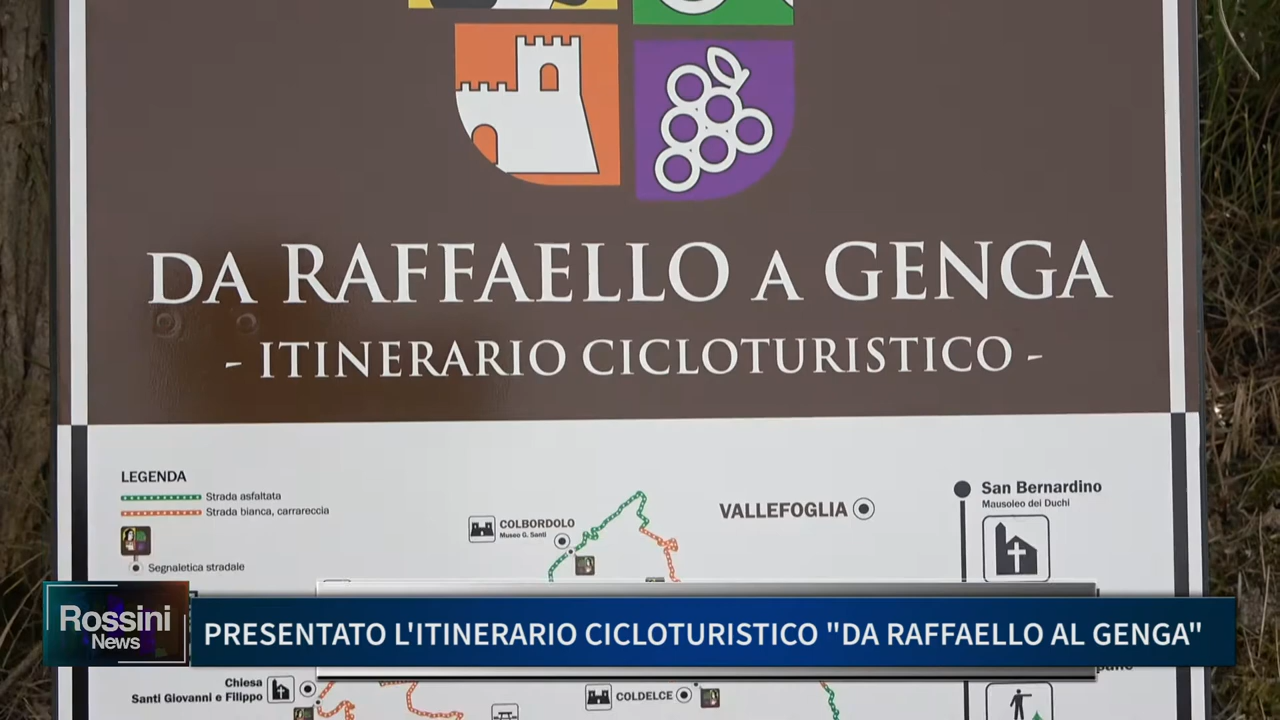 DA RAFFAELLO A GENGA
- ITINERARIO CICLOTURISTICO -
LEGENDA
Strada asfaltata
Strada bianca, carrareccia
Segnaletica stradale
COLBORDOLO
Museo G. Santi
VALLEFOGLIA
San Bernardino
Mausoleo dei Duchi
Rossini
News
PRESENTATO L'ITINERARIO CICLOTURISTICO "DA RAFFAELLO AL GENGA"
Chiesa
Santi Giovanni e Filippo
COLDELCE